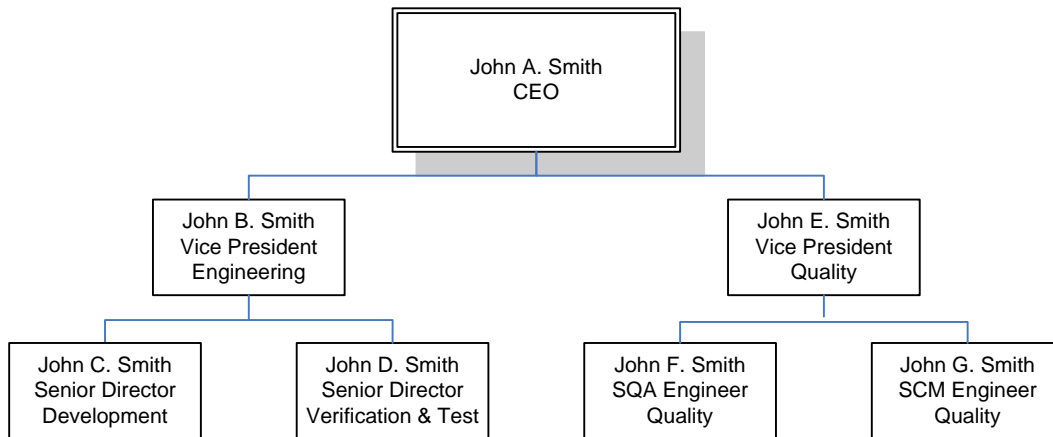 John A. Smith
CEO
John B. Smith
Vice President
Engineering
John E. Smith
Vice President
Quality
John C. Smith
Senior Director
Development
John D. Smith
Senior Director
Verification & Test
John F. Smith
SQA Engineer
Quality
John G. Smith
SCM Engineer
Quality